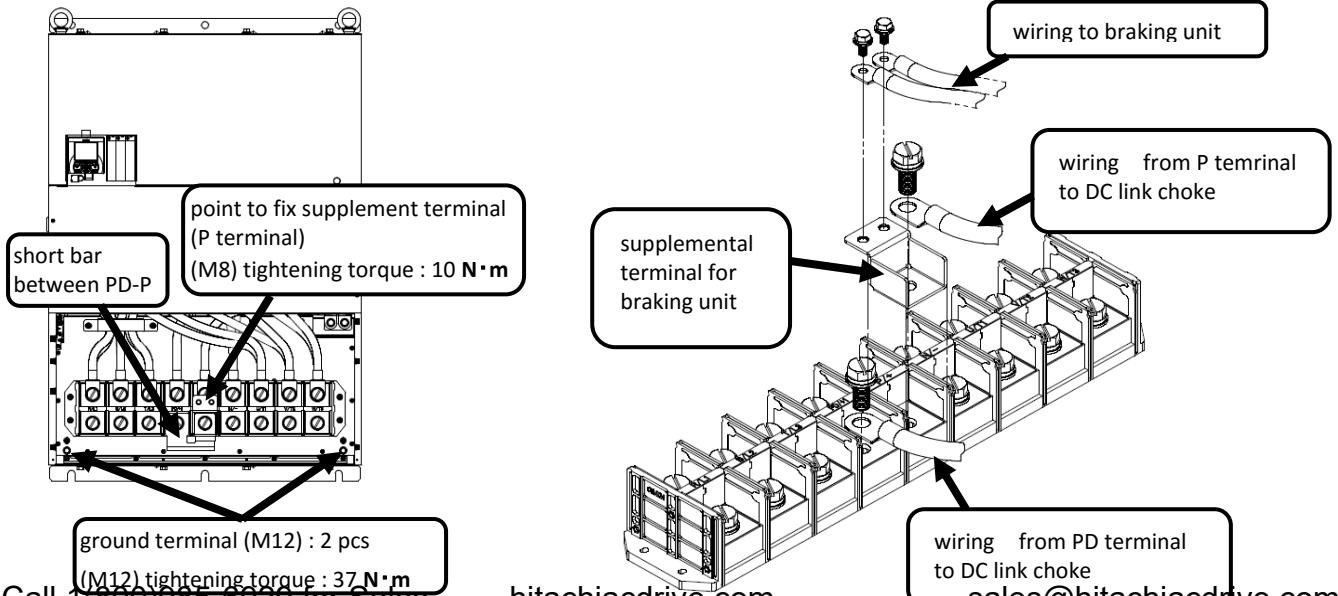 wiring to braking unit
wiring from P temrinal
to DC link choke
point to fix supplement terminal
(P terminal)
(M8) tightening torque : 10 N･m
short bar
between PD-P
supplemental
terminal for
braking unit
ground terminal (M12) : 2 pcs
(M12) tightening torque : 37 N･m
wiring from PD terminal
to DC link choke
hitachiacdrive.com
sales@hitachiacdrive.com